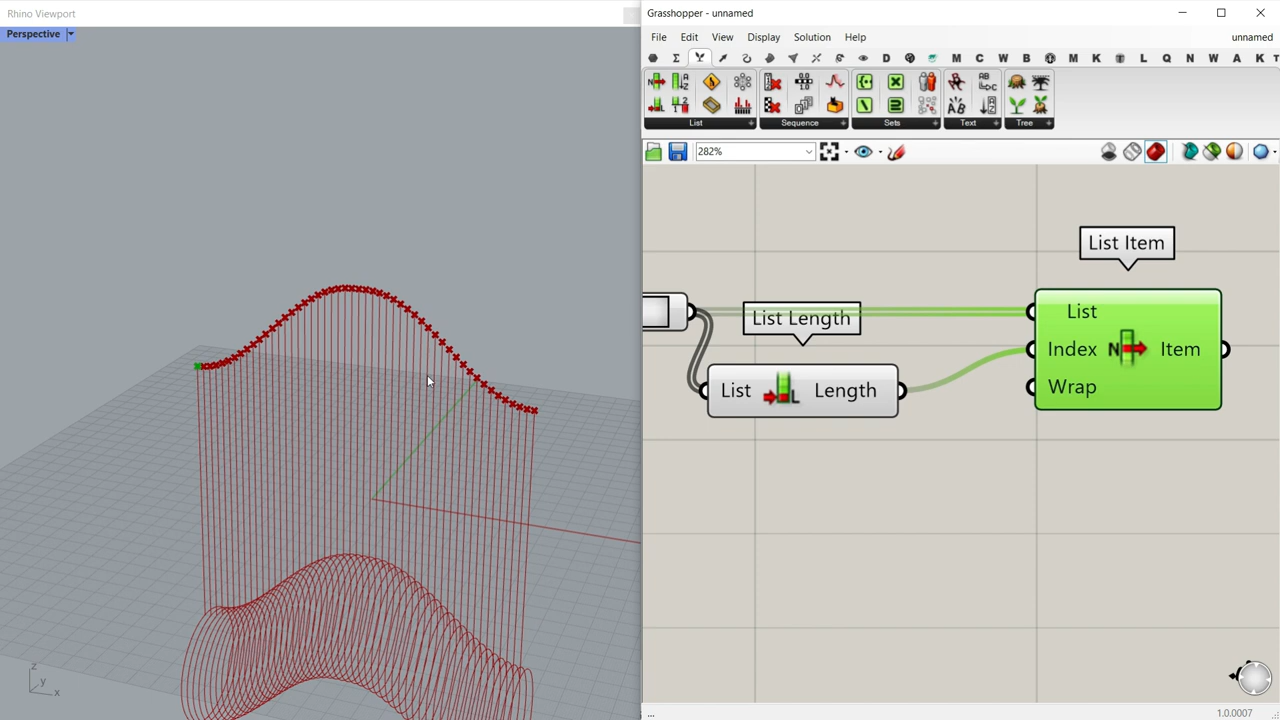 Rhino Viewport
Perspective
z
y
x
Grasshopper - unnamed
File Edit View Display Solution Help unnamed
Σ D M C W B M K L Q N W A K T
List Sequence Sets Text Tree
282%
List Item
List Length
List
Index N Item
Wrap
List L Length
...
1.0.0007